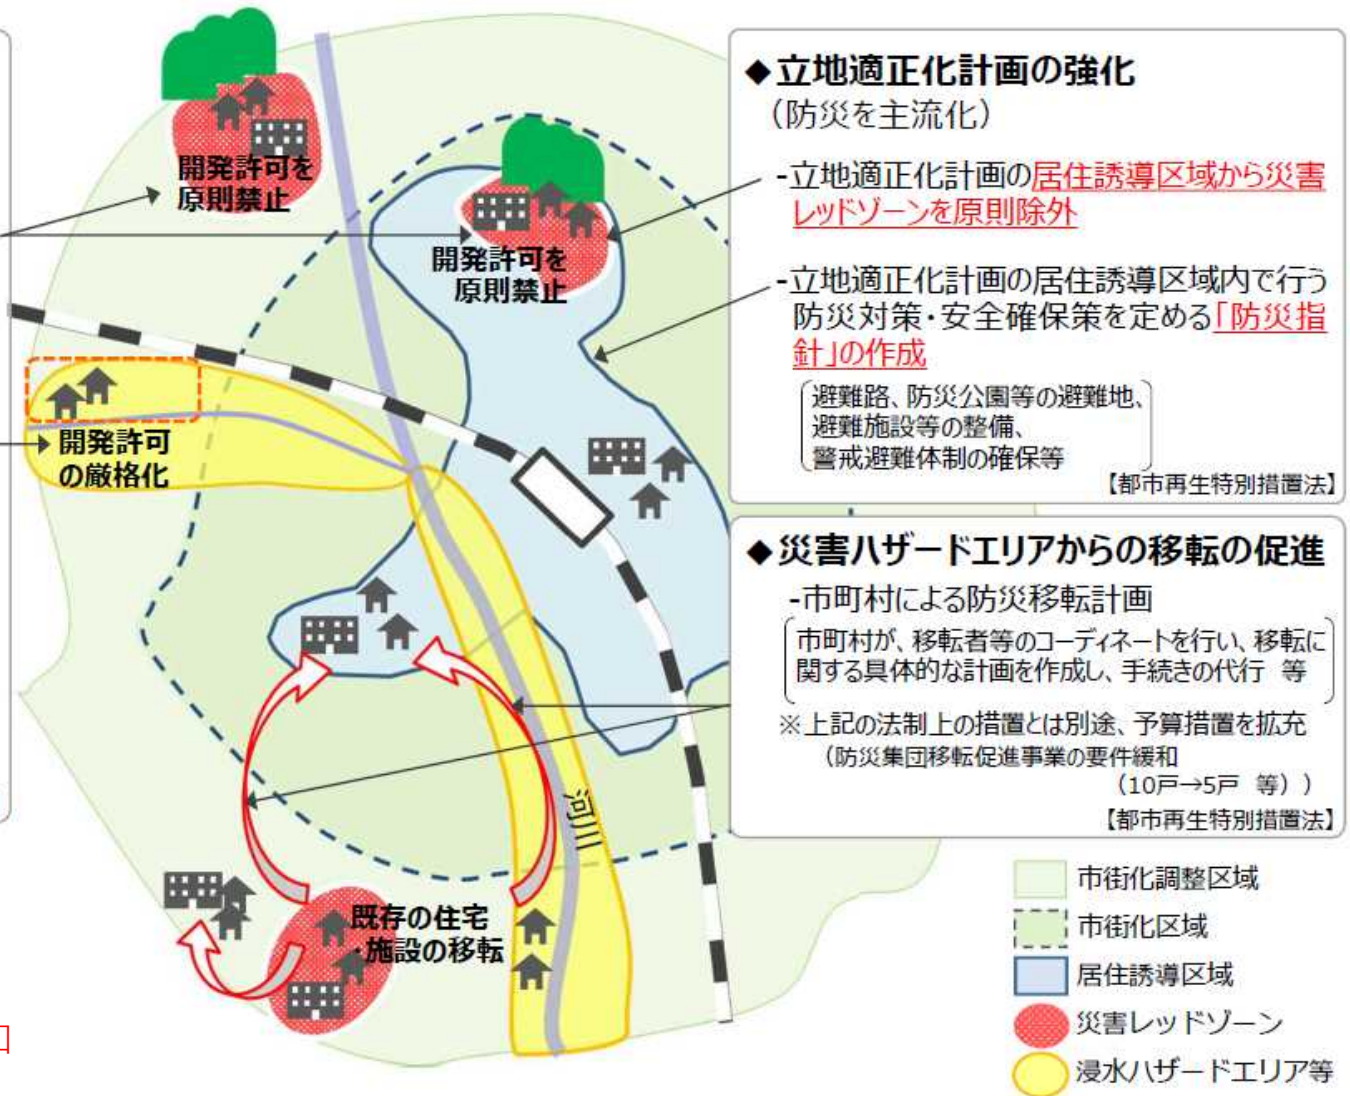 ◆立地適正化計画の強化
（防災を主流化）
-立地適正化計画の居住誘導区域から災害
レッドゾーンを原則除外
-立地適正化計画の居住誘導区域内で行う
防災対策・安全確保策を定める「防災指
針」の作成
避難路、防災公園等の避難地、
避難施設等の整備、
警戒避難体制の確保等
【都市再生特別措置法】
◆災害ハザードエリアからの移転の促進
-市町村による防災移転計画
市町村が、移転者等のコーディネートを行い、移転に
関する具体的な計画を作成し、手続きの代行 等
※上記の法制上の措置とは別途、予算措置を拡充
（防災集団移転促進事業の要件緩和
（10戸→5戸 等））
【都市再生特別措置法】
開発許可を
原則禁止
開発許可を
原則禁止
開発許可
の厳格化
河川
既存の住宅
・施設の移転
市街化調整区域
市街化区域
居住誘導区域
災害レッドゾーン
浸水ハザードエリア等